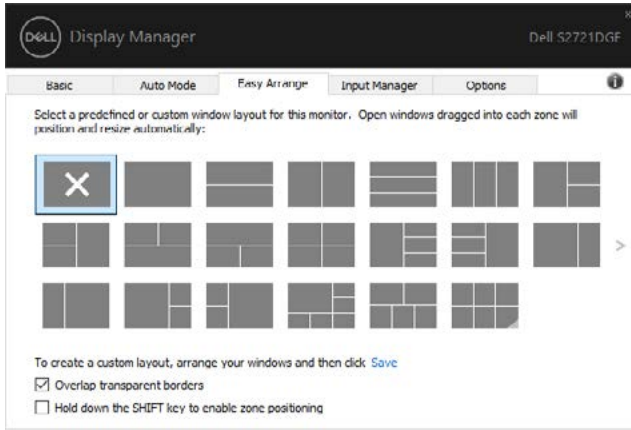 DELL Display Manager
Dell S2721DGF
Basic Auto Mode Easy Arrange Input Manager Options
Select a predefined or custom window layout for this monitor. Open windows dragged into each zone will
position and resize automatically:
To create a custom layout, arrange your windows and then click Save
Overlap transparent borders
Hold down the SHIFT key to enable zone positioning